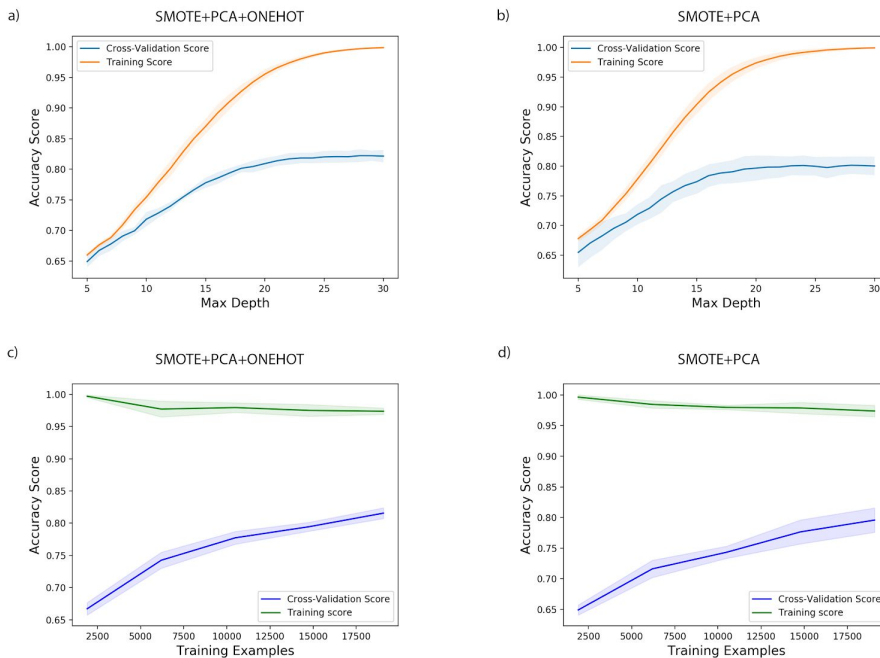 a)
SMOTE+PCA+ONEHOT
Cross-Validation Score
Training Score
1.00
0.95
0.90
0.85
0.80
0.75
0.70
0.65
Accuracy Score
5 10 15 20 25 30
Max Depth
b)
SMOTE+PCA
Cross-Validation Score
Training Score
1.00
0.95
0.90
0.85
0.80
0.75
0.70
0.65
Accuracy Score
5 10 15 20 25 30
Max Depth
c)
SMOTE+PCA+ONEHOT
1.00
0.95
0.90
0.85
0.80
0.75
0.70
0.65
Accuracy Score
Cross-Validation Score
Training score
2500 5000 7500 10000 12500 15000 17500
Training Examples
d)
SMOTE+PCA
1.00
0.95
0.90
0.85
0.80
0.75
0.70
0.65
Accuracy Score
Cross-Validation Score
Training score
2500 5000 7500 10000 12500 15000 17500
Training Examples